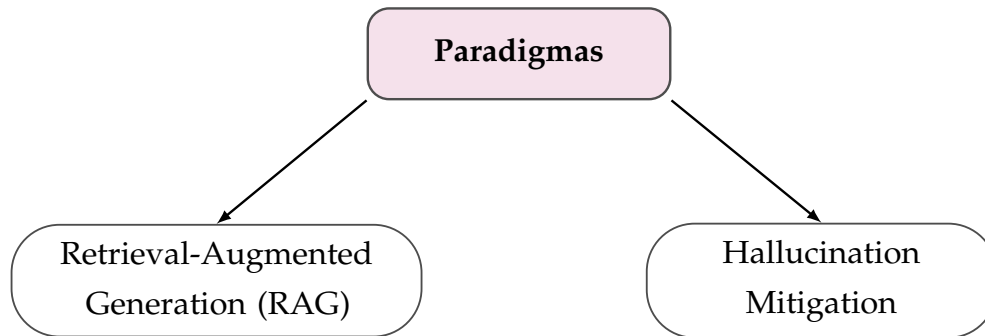 Paradigmas
Retrieval-Augmented
Generation (RAG)
Hallucination
Mitigation